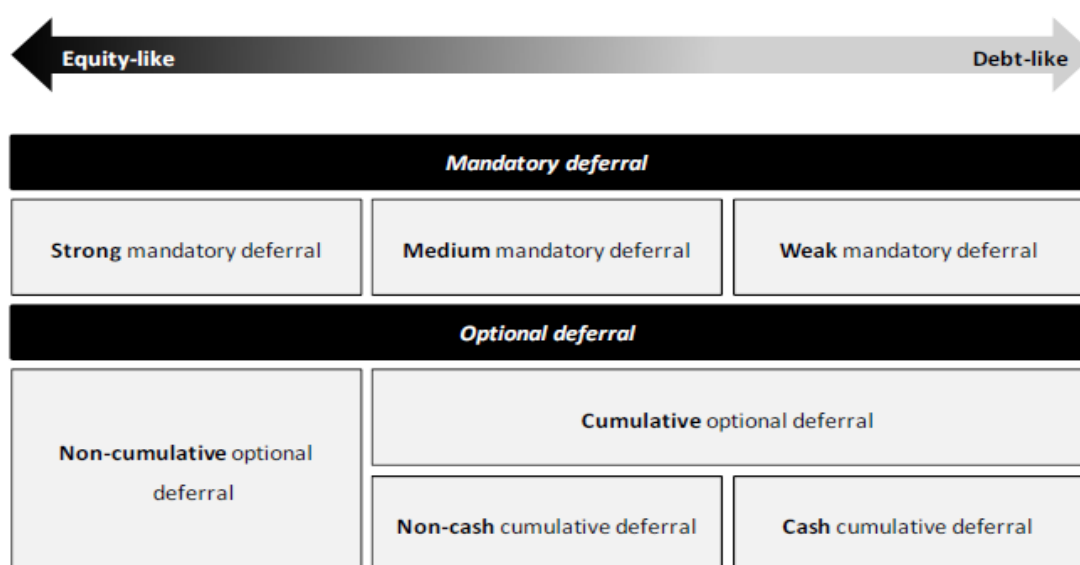 Equity-like Debt-like
Mandatory deferral
Strong mandatory deferral Medium mandatory deferral Weak mandatory deferral
Optional deferral
Non-cumulative optional
deferral
Cumulative optional deferral
Non-cash cumulative deferral Cash cumulative deferral